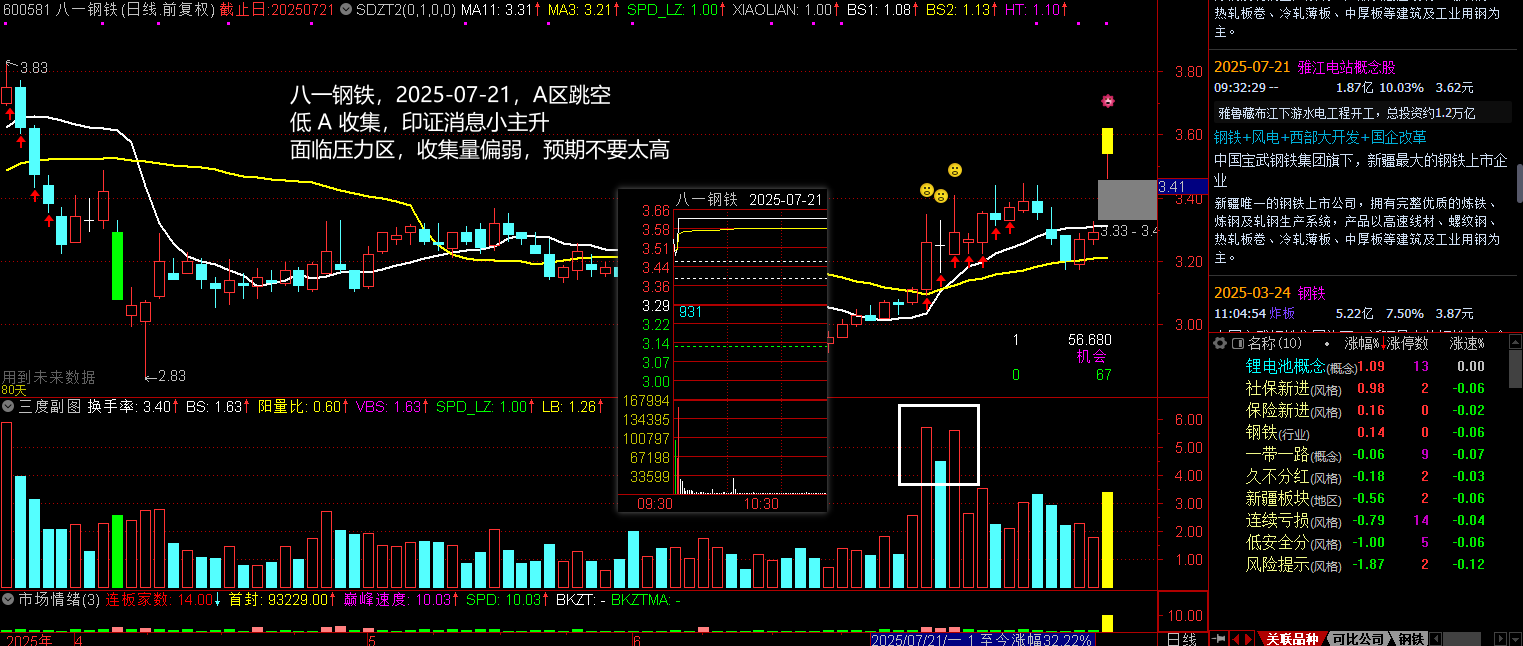 600581 八一钢铁(日线 前复权) 截止日:20250721 SDZT2(0,1,0,0) MA11: 3.31↑ MA3: 3.21↑ SPD_LZ: 1.00↑ XIAOLIAN: 1.00↑ BS1: 1.08↑ BS2: 1.13↑ HT: 1.10↑
3.83
八一钢铁，2025-07-21，A区跳空
低 A 收集，印证消息小主升
面临压力区，收集量偏弱，预期不要太高
3.80
3.60
3.41
3.40
3.33 - 3.4
3.20
3.00
八一钢铁 2025-07-21
3.66
3.58
3.51
3.44
3.36
3.29
3.22
3.14
3.07
3.00
931
167994
134395
100797
67198
33599
09:30 10:30
1 56.680
机会
0 67
用到未来数据
80天
←2.83
三度副图 换手率: 3.40↑ BS: 1.63↑ 阳量比: 0.60↑ VBS: 1.63↑ SPD_LZ: 1.00↑ LB: 1.26↑
6.00
5.00
4.00
3.00
2.00
1.00
市场情绪(3) 连板家数: 14.00↓ 首封: 93229.00↑ 巅峰速度: 10.03↑ SPD: 10.03↑ BKZT: - BKZTMA: -
10.00
2025年 4 5 6 2025/07/21/一 1 至今涨幅32.22% 日线
热轧板卷、冷轧薄板、中厚板等建筑及工业用钢为
主。
2025-07-21 雅江电站概念股
09:32:29 -- 1.87亿 10.03% 3.62元
雅鲁藏布江下游水电工程开工，总投资约1.2万亿
钢铁+风电+西部大开发+国企改革
中国宝武钢铁集团旗下，新疆最大的钢铁上市企
业
新疆唯一的钢铁上市公司，拥有完整优质的炼铁、
炼钢及轧钢生产系统，产品以高速线材、螺纹钢、
热轧板卷、冷轧薄板、中厚板等建筑及工业用钢为
主。
2025-03-24 钢铁
11:04:54 炸板 5.22亿 7.50% 3.87元
名称(10) • 涨幅%↓ 涨停数 涨速%
锂电池概念(概念) 1.09 13 0.00
社保新进(风格) 0.98 2 -0.06
保险新进(风格) 0.16 0 -0.02
钢铁(行业) 0.14 0 -0.06
一带一路(概念) -0.06 9 -0.07
久不分红(风格) -0.18 2 -0.03
新疆板块(地区) -0.56 2 -0.06
连续亏损(风格) -0.79 14 -0.04
低安全分(风格) -1.00 5 -0.06
风险提示(风格) -1.87 2 -0.12
关联品种 可比公司 钢铁